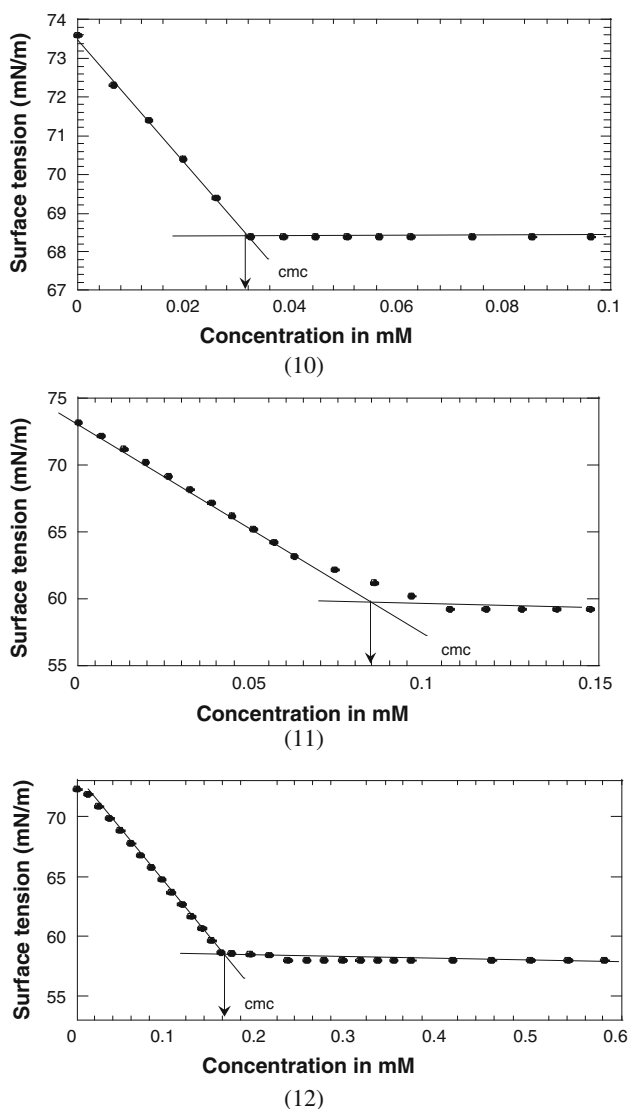 74
73
72
71
70
69
68
67
Surface tension (mN/m)
cmc
0 0.02 0.04 0.06 0.08 0.1
Concentration in mM
(10)
75
70
65
60
55
Surface tension (mN/m)
cmc
0 0.05 0.1 0.15
Concentration in mM
(11)
70
65
60
55
Surface tension (mN/m)
cmc
0 0.1 0.2 0.3 0.4 0.5 0.6
Concentration in mM
(12)